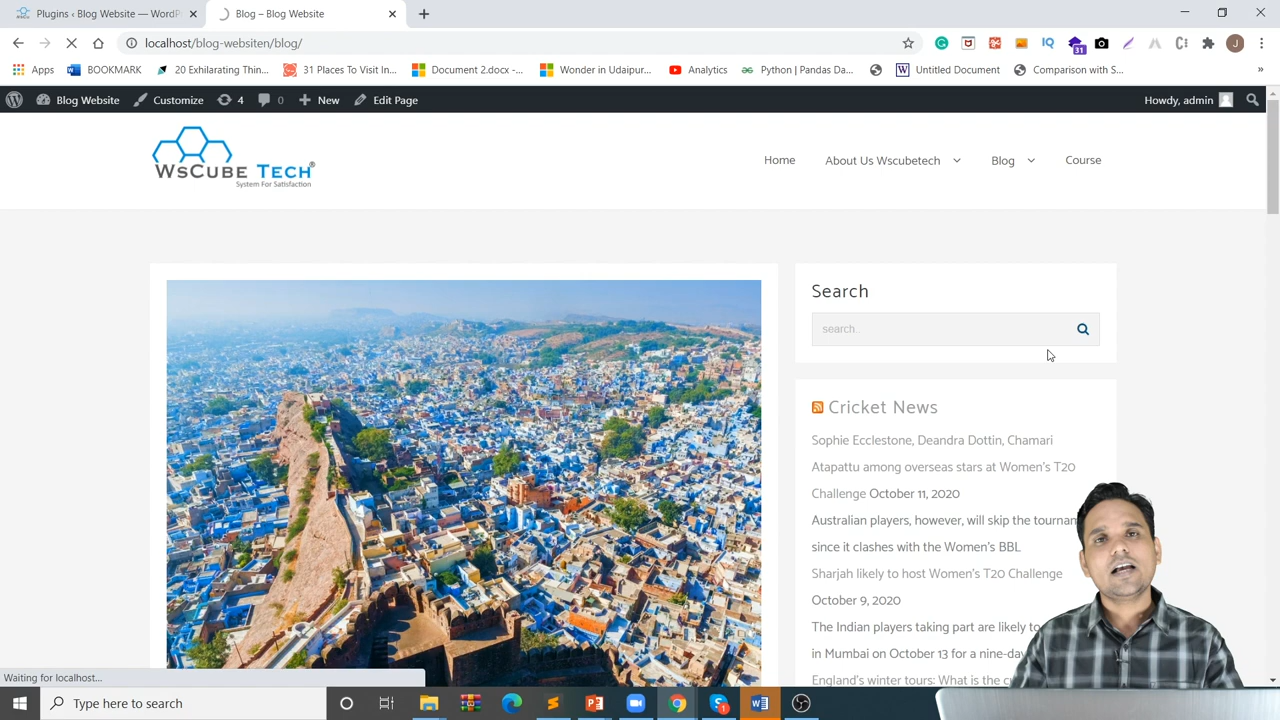 Plugins ‹ Blog Website — WordPr
Blog – Blog Website
localhost/blog-websiten/blog/
31
J
Apps
BOOKMARK
20 Exhilarating Thin...
31 Places To Visit In...
Document 2.docx -...
Wonder in Udaipur...
Analytics
Python | Pandas Da...
Untitled Document
Comparison with S...
»
Blog Website
Customize
4
0
New
Edit Page
Howdy, admin
WSCUBE TECH®
System For Satisfaction
Home
About Us Wscubetech
Blog
Course
Search
search..
Cricket News
Sophie Ecclestone, Deandra Dottin, Chamari
Atapattu among overseas stars at Women's T20
Challenge October 11, 2020
Australian players, however, will skip the tournam
since it clashes with the Women's BBL
Sharjah likely to host Women's T20 Challenge
October 9, 2020
The Indian players taking part are likely to
in Mumbai on October 13 for a nine-da
England's winter tours: What is the
Waiting for localhost...
Type here to search